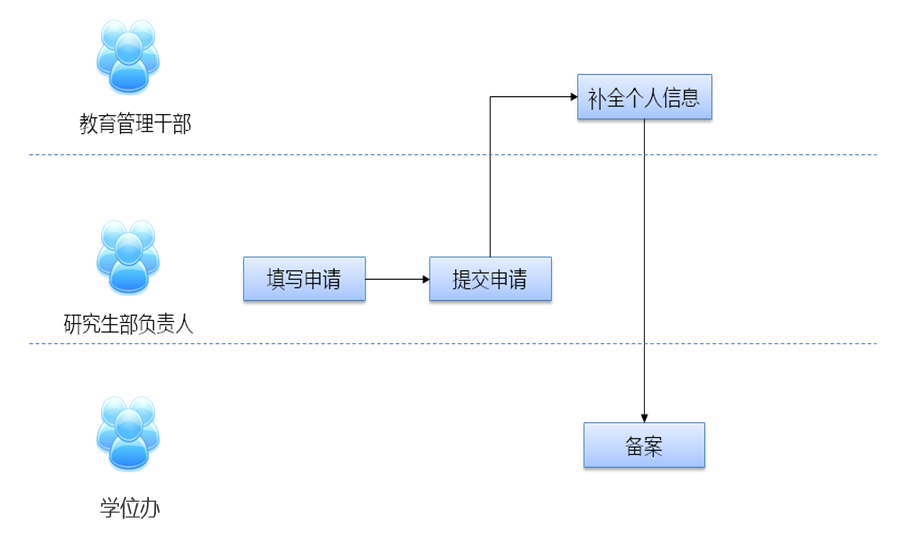 补全个人信息
教育管理干部
填写申请
提交申请
研究生部负责人
备案
学位办